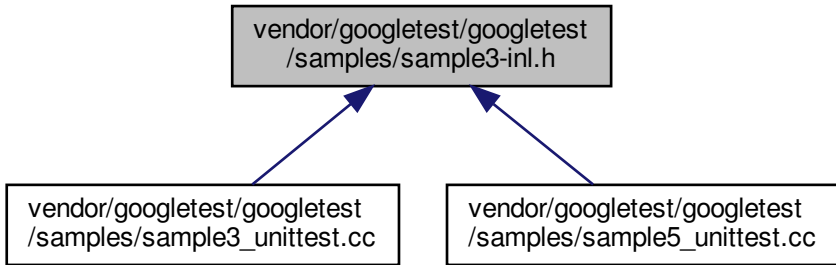 vendor/googletest/googletest
/samples/sample3-inl.h
vendor/googletest/googletest
/samples/sample3_unittest.cc
vendor/googletest/googletest
/samples/sample5_unittest.cc